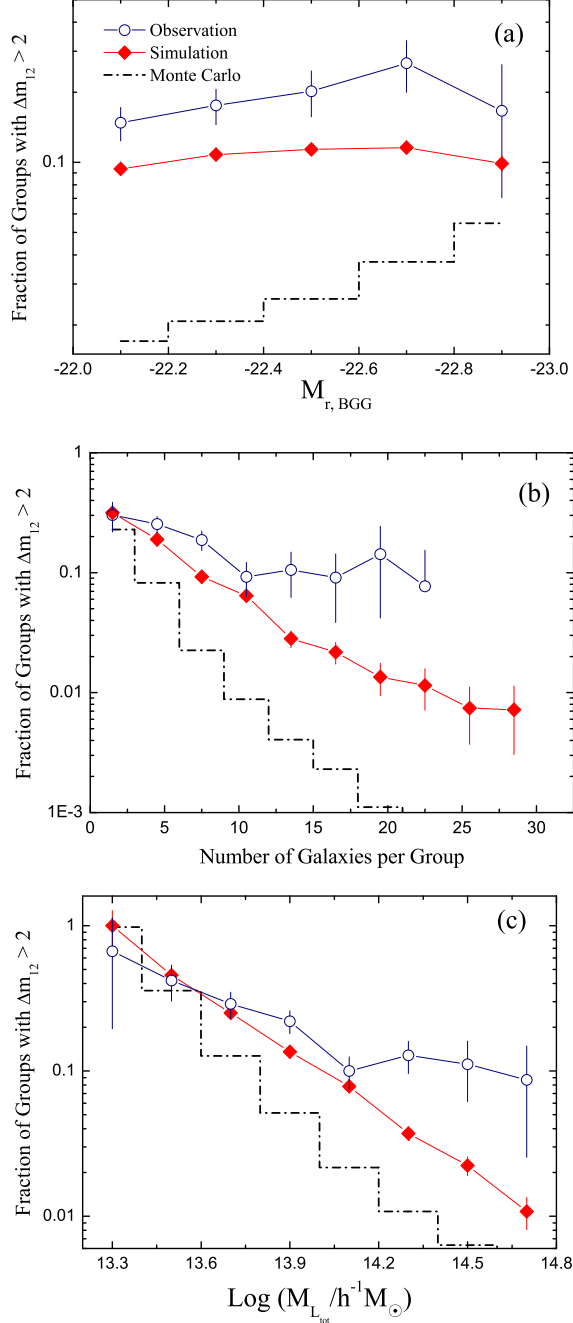 Observation
Simulation
Monte Carlo
(a)
Fraction of Groups with Δm12 > 2
0.1
-22.0 -22.2 -22.4 -22.6 -22.8 -23.0
Mr, BGG
(b)
Fraction of Groups with Δm12 > 2
1
0.1
0.01
1E-3
0 5 10 15 20 25 30
Number of Galaxies per Group
(c)
Fraction of Groups with Δm12 > 2
1
0.1
0.01
13.3 13.6 13.9 14.2 14.5 14.8
Log (MLtot/h-1M⊙)